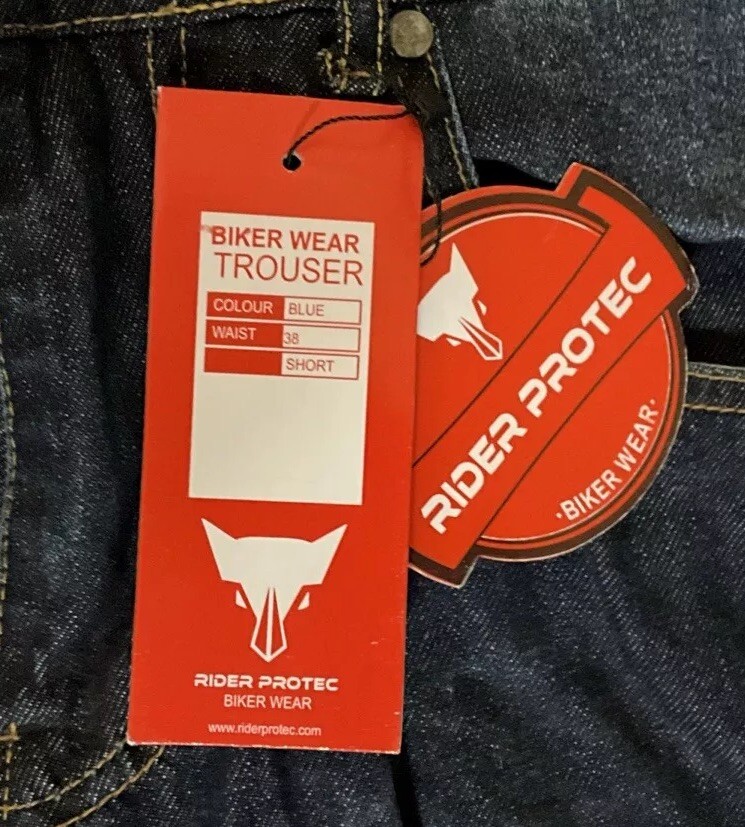 BIKER WEAR
TROUSER
COLOUR BLUE
WAIST 38
SHORT
RIDER PROTEC
BIKER WEAR
www.riderprotec.com
RIDER PROTEC
·BIKER WEAR·